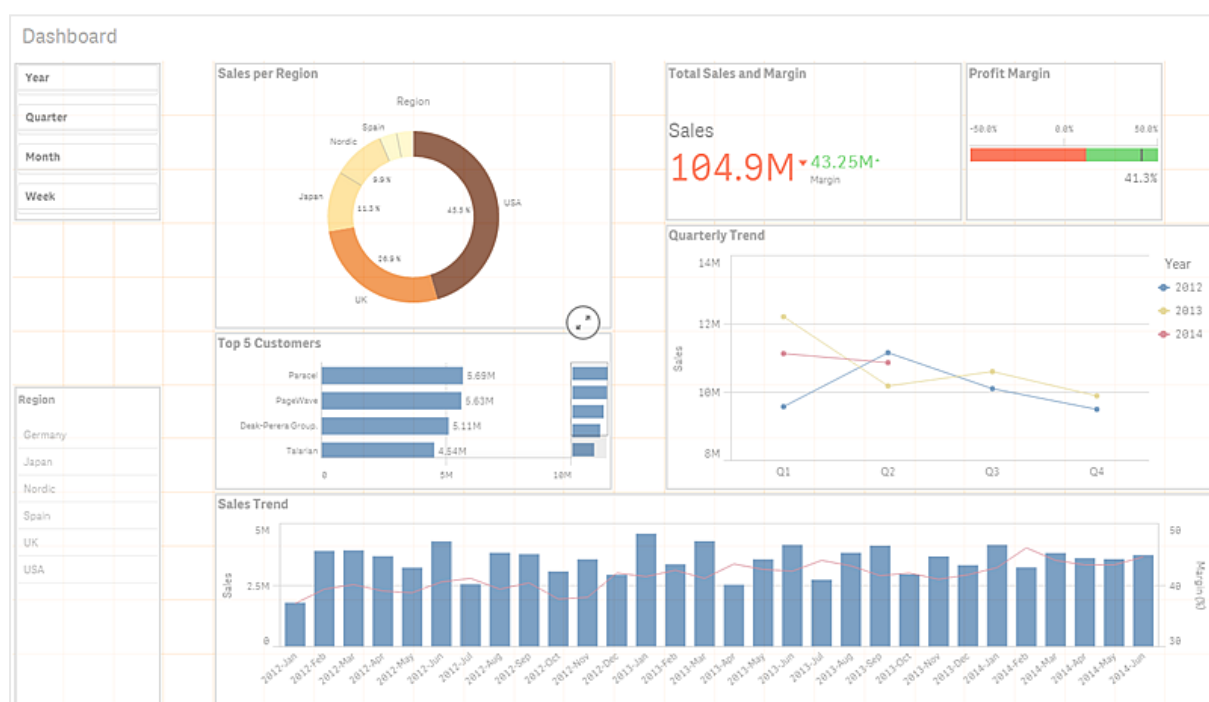 Dashboard
Year
Quarter
Month
Week
Region
Germany
Japan
Nordic
Spain
UK
USA
Sales per Region
Region
Spain
Nordic
Japan
UK
USA
9.9%
11.3%
26.9%
45.5%
Top 5 Customers
Paracel 5.69M
PageWave 5.63M
Desk-Perera Group. 5.11M
Talarian 4.54M
0 5M 10M
Total Sales and Margin
Sales
104.9M 43.25M
Margin
Profit Margin
-50.0% 0.0% 50.0%
41.3%
Quarterly Trend
Sales
14M
12M
10M
8M
Q1 Q2 Q3 Q4
Year
2012
2013
2014
Sales Trend
Sales
5M
2.5M
0
50
40
30
Margin (%)
2012-Jan 2012-Feb 2012-Mar 2012-Apr 2012-May 2012-Jun 2012-Jul 2012-Aug 2012-Sep 2012-Oct 2012-Nov 2012-Dec 2013-Jan 2013-Feb 2013-Mar 2013-Apr 2013-May 2013-Jun 2013-Jul 2013-Aug 2013-Sep 2013-Oct 2013-Nov 2013-Dec 2014-Jan 2014-Feb 2014-Mar 2014-Apr 2014-May 2014-Jun